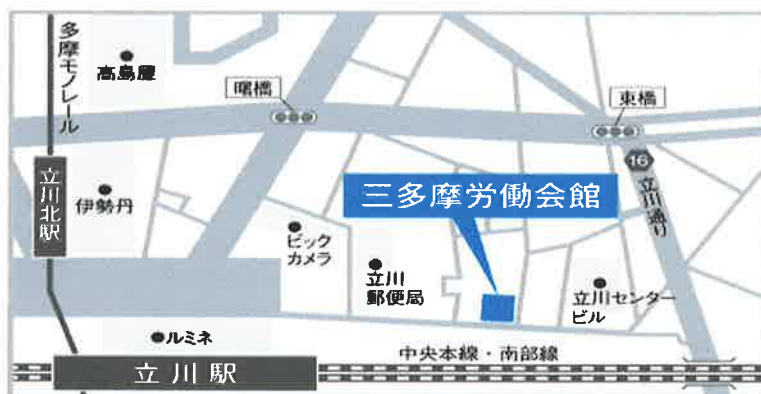 多摩モノレール
高島屋
曙橋
東橋
16
立川通り
立川北駅
伊勢丹
三多摩労働会館
ビック
カメラ
立川
郵便局
立川センター
ビル
ルミネ
中央本線・南部線
立川駅